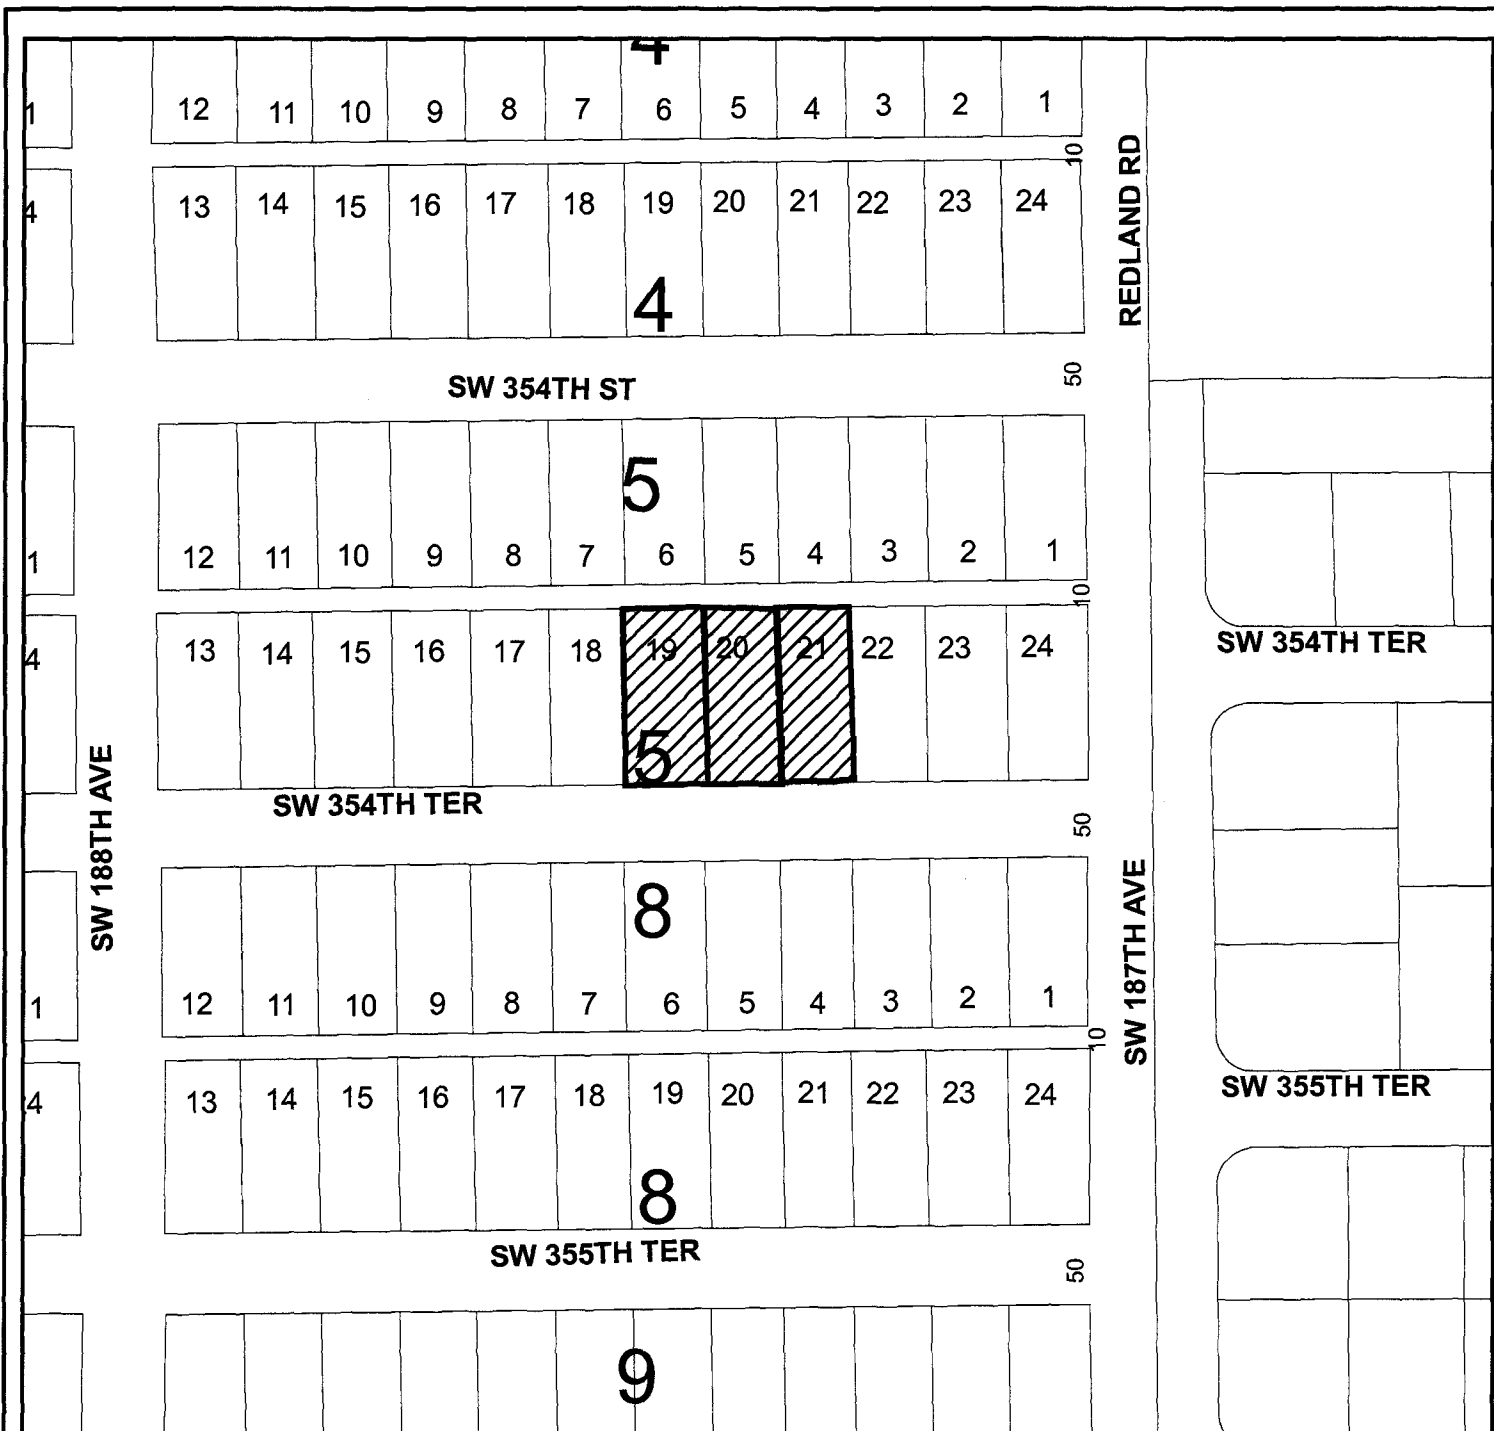 4
1 12 11 10 9 8 7 6 5 4 3 2 1
10
REDLAND RD
4 13 14 15 16 17 18 19 20 21 22 23 24
4
SW 354TH ST
50
5
1 12 11 10 9 8 7 6 5 4 3 2 1
10
4 13 14 15 16 17 18 19 20 21 22 23 24
SW 354TH TER
5
SW 188TH AVE
SW 354TH TER
50
8
SW 187TH AVE
1 12 11 10 9 8 7 6 5 4 3 2 1
10
4 13 14 15 16 17 18 19 20 21 22 23 24
SW 355TH TER
8
SW 355TH TER
50
9